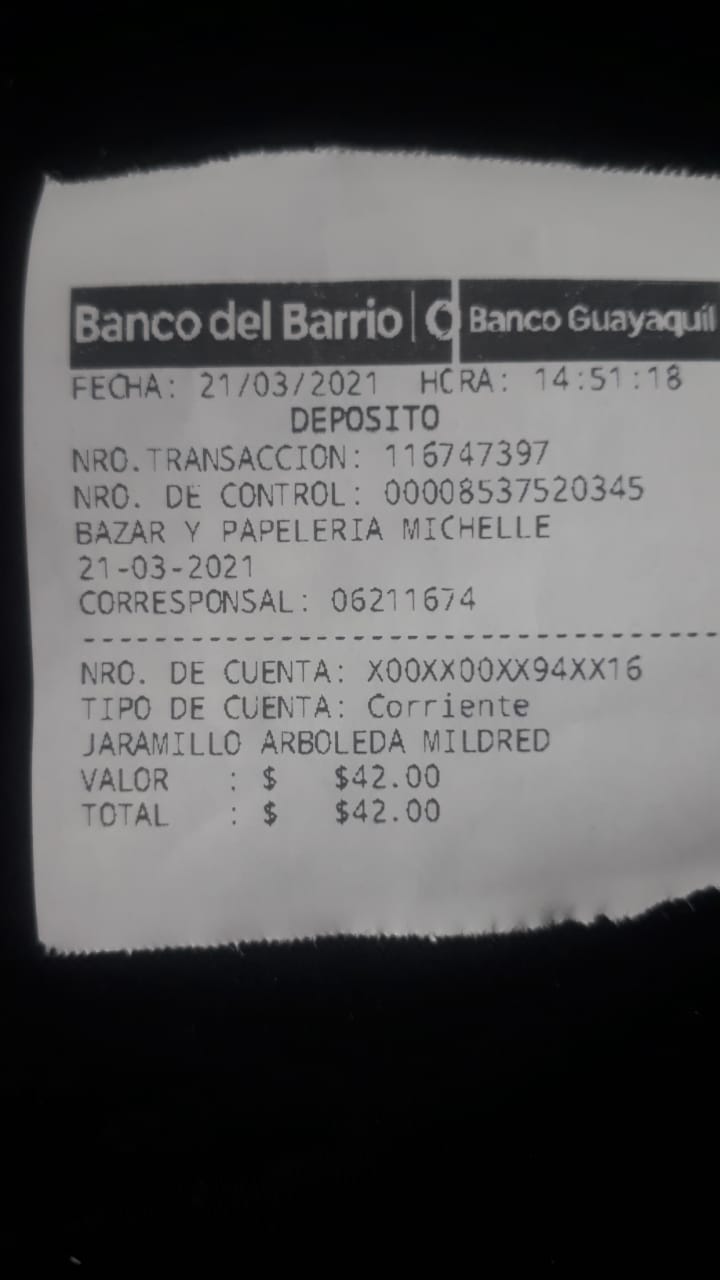 Banco del Barrio | Banco Guayaquil
FECHA: 21/03/2021 HORA: 14:51:18
DEPOSITO
NRO.TRANSACCION: 116747397
NRO. DE CONTROL: 00008537520345
BAZAR Y PAPELERIA MICHELLE
21-03-2021
CORRESPONSAL: 06211674
--------------------------------
NRO. DE CUENTA: X00XX00XX94XX16
TIPO DE CUENTA: Corriente
JARAMILLO ARBOLEDA MILDRED
VALOR : $ $42.00
TOTAL : $ $42.00